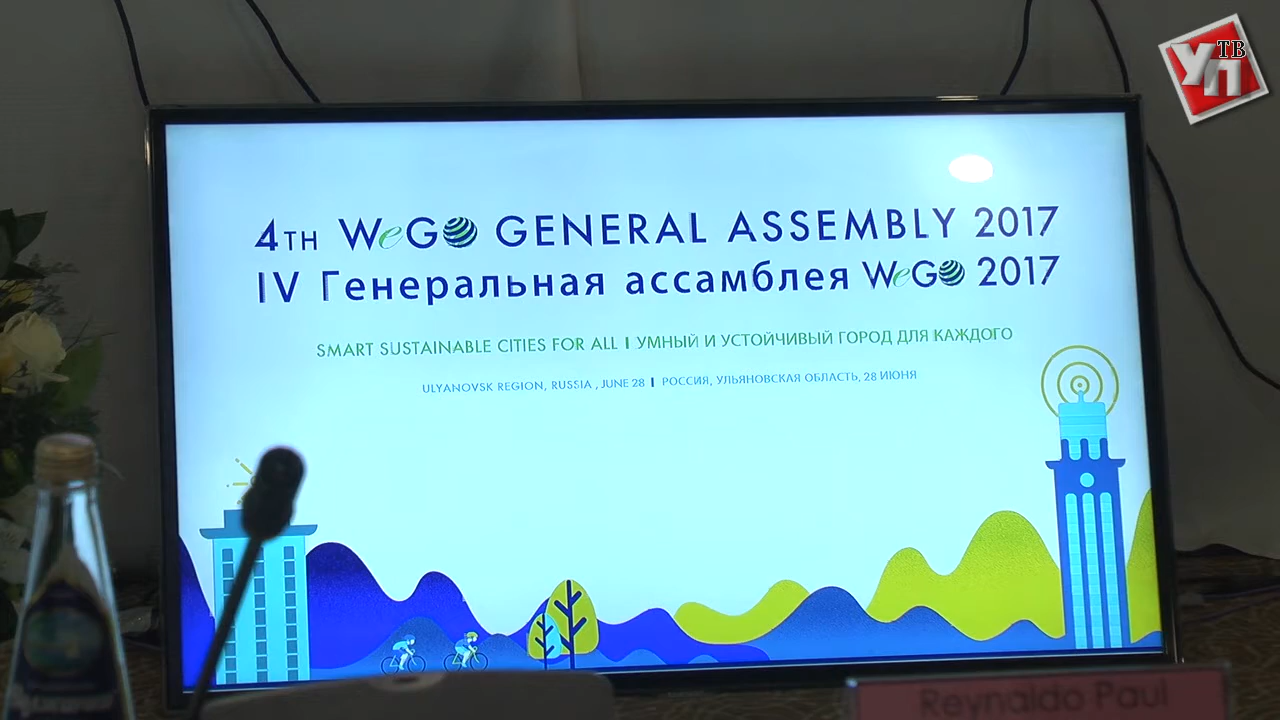 УП ТВ
4TH WeGO GENERAL ASSEMBLY 2017
IV Генеральная ассамблея WeGO 2017
SMART SUSTAINABLE CITIES FOR ALL | УМНЫЙ И УСТОЙЧИВЫЙ ГОРОД ДЛЯ КАЖДОГО
ULYANOVSK REGION, RUSSIA , JUNE 28 | РОССИЯ, УЛЬЯНОВСКАЯ ОБЛАСТЬ, 28 ИЮНЯ
Reynaldo Paul